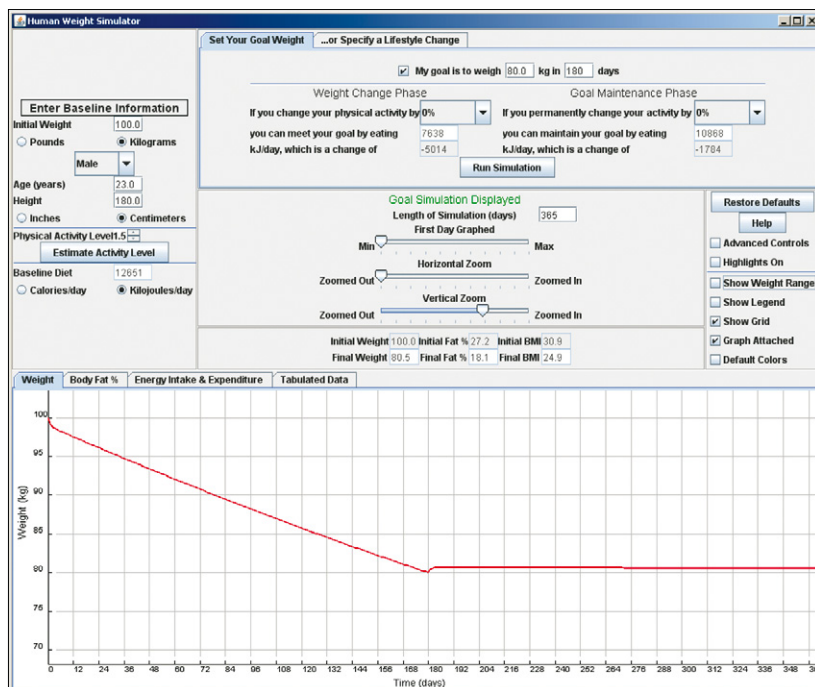 Human Weight Simulator
Enter Baseline Information
Initial Weight 100.0
Pounds Kilograms
Male
Age (years) 23.0
Height 180.0
Inches Centimeters
Physical Activity Level1.5
Estimate Activity Level
Baseline Diet 12651
Calories/day Kilojoules/day
Set Your Goal Weight ...or Specify a Lifestyle Change
My goal is to weigh 80.0 kg in 180 days
Weight Change Phase
If you change your physical activity by 0%
you can meet your goal by eating 7638
kJ/day, which is a change of -5014
Goal Maintenance Phase
If you permanently change your activity by 0%
you can maintain your goal by eating 10868
kJ/day, which is a change of -1784
Run Simulation
Goal Simulation Displayed
Length of Simulation (days) 365
First Day Graphed
Min Max
Horizontal Zoom
Zoomed Out Zoomed In
Vertical Zoom
Zoomed Out Zoomed In
Initial Weight 100.0 Initial Fat % 27.2 Initial BMI 30.9
Final Weight 80.5 Final Fat % 18.1 Final BMI 24.9
Restore Defaults
Help
Advanced Controls
Highlights On
Show Weight Range
Show Legend
Show Grid
Graph Attached
Default Colors
Weight Body Fat % Energy Intake & Expenditure Tabulated Data
Weight (kg)
100
95
90
85
80
76
70
0 12 24 36 48 60 72 84 96 108 120 132 144 156 168 180 192 204 216 228 240 252 264 276 288 300 312 324 336 348 36
Time (days)